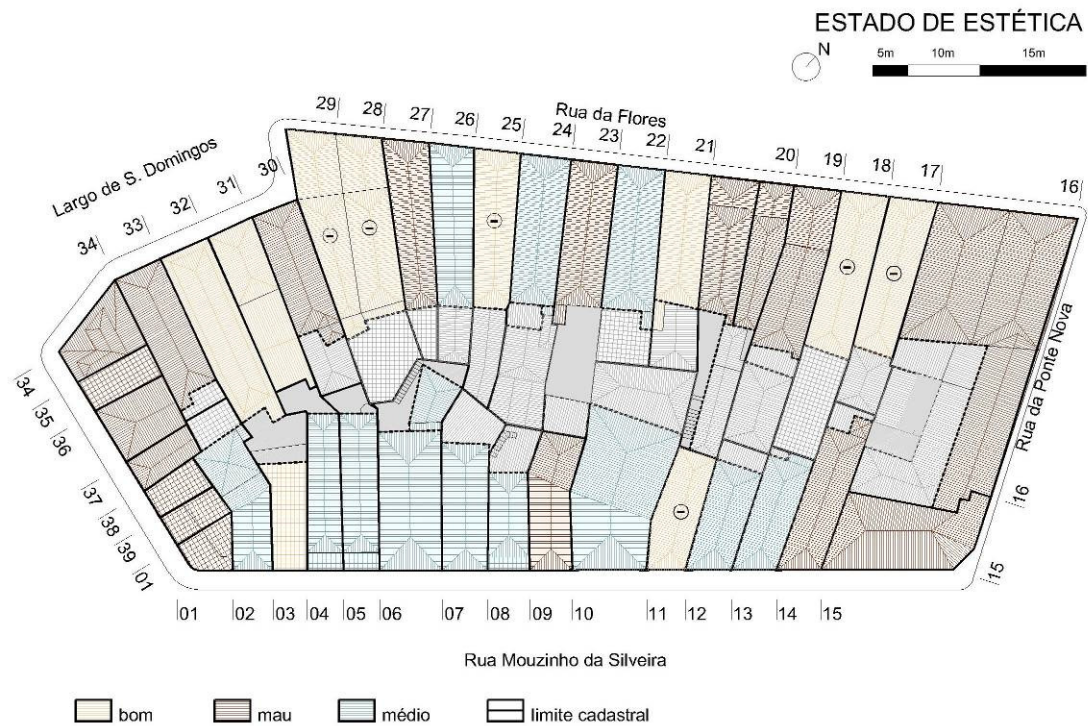 ESTADO DE ESTÉTICA
N
5m 10m 15m
Rua da Flores
Largo de S. Domingos
29 28 27 26 25 24 23 22 21 20 19 18 17 16
34 33 32 31 30
34
35
36
37
38
39
01
Rua da Ponte Nova
16
15
01 02 03 04 05 06 07 08 09 10 11 12 13 14 15
Rua Mouzinho da Silveira
bom mau médio limite cadastral